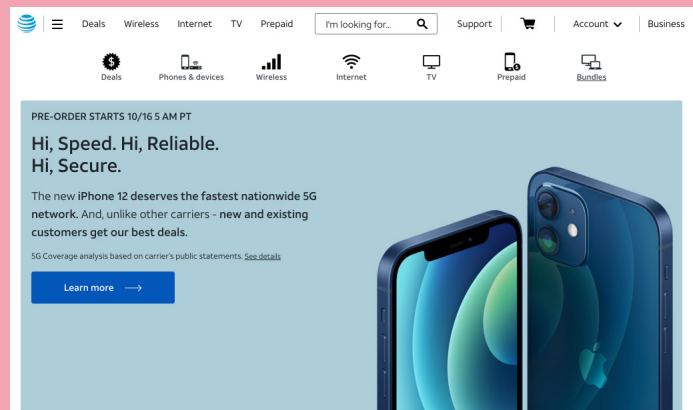 Deals Wireless Internet TV Prepaid I'm looking for... Support Account Business
Deals Phones & devices Wireless Internet TV Prepaid Bundles
PRE-ORDER STARTS 10/16 5 AM PT
Hi, Speed. Hi, Reliable.
Hi, Secure.
The new iPhone 12 deserves the fastest nationwide 5G
network. And, unlike other carriers - new and existing
customers get our best deals.
5G Coverage analysis based on carrier's public statements. See details
Learn more